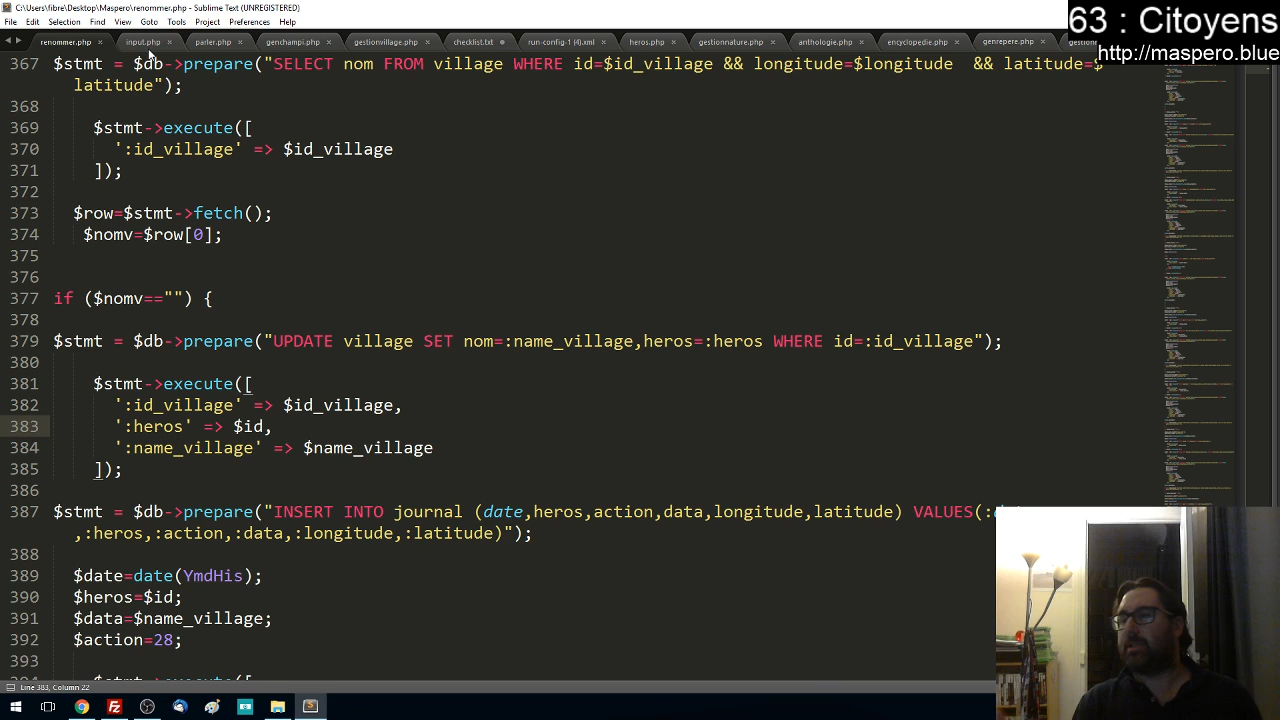 C:\Users\fibre\Desktop\Maspero\renommer.php - Sublime Text (UNREGISTERED)
63 : Citoyens
File Edit Selection Find View Goto Tools Project Preferences Help
http://maspero.blue
renommer.php input.php parler.php genchampi.php gestionvillage.php checklist.txt run-config-1 (4).xml heros.php gestionnature.php anthologie.php encyclopedie.php genrepere.php
367 $stmt = $db->prepare("SELECT nom FROM village WHERE id=$id_village && longitude=$longitude  && latitude=$
latitude");
368
369 $stmt->execute([
370 ':id_village' => $id_village
371 ]);
372
373 $row=$stmt->fetch();
374 $nomv=$row[0];
375
376
377 if ($nomv=="") {
378
379 $stmt = $db->prepare("UPDATE village SET nom=:name_village,heros=:heros WHERE id=:id_village");
380
381 $stmt->execute([
382 ':id_village' => $id_village,
383 ':heros' => $id,
384 ':name_village' => $name_village
385 ]);
386
387 $stmt = $db->prepare("INSERT INTO journal (date,heros,action,data,longitude,latitude) VALUES(
,:heros,:action,:data,:longitude,:latitude)");
388
389 $date=date(YmdHis);
390 $heros=$id;
391 $data=$name_village;
392 $action=28;
393
Line 383, Column 22